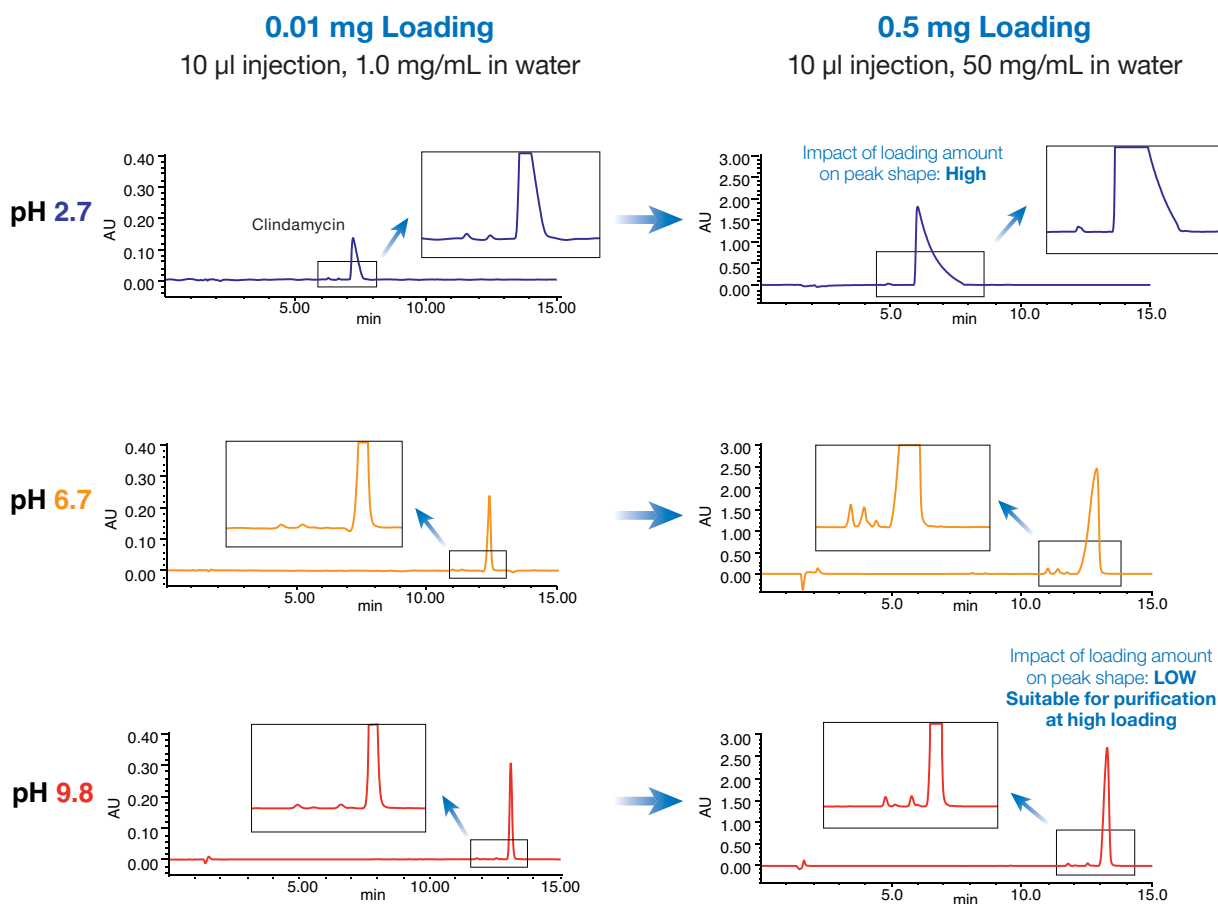 0.01 mg Loading
10 µl injection, 1.0 mg/mL in water
0.5 mg Loading
10 µl injection, 50 mg/mL in water
pH 2.7
AU
0.40
0.30
0.20
0.10
0.00
Clindamycin
5.00
10.00
15.00
min
Impact of loading amount
on peak shape: High
AU
3.00
2.50
2.00
1.50
1.00
0.50
0.00
5.0
10.0
15.0
min
pH 6.7
AU
0.40
0.30
0.20
0.10
0.00
5.00
10.00
15.00
min
AU
3.00
2.50
2.00
1.50
1.00
0.50
0.00
5.0
10.0
15.0
min
Impact of loading amount
on peak shape: LOW
Suitable for purification
at high loading
pH 9.8
AU
0.40
0.30
0.20
0.10
0.00
5.00
10.00
15.00
min
AU
3.00
2.50
2.00
1.50
1.00
0.50
0.00
5.0
10.0
15.0
min